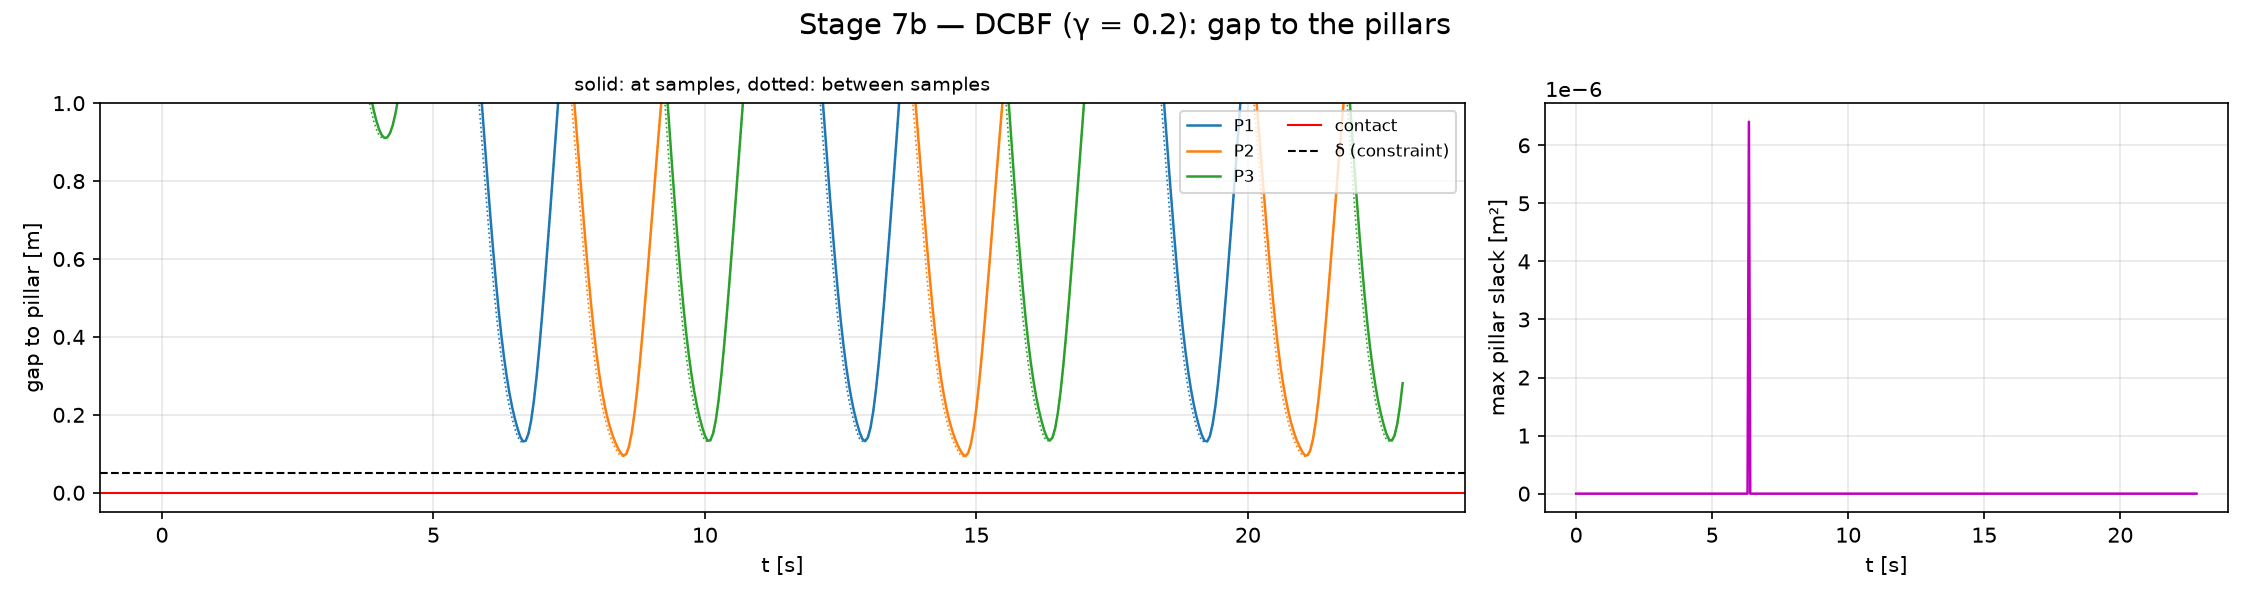 Stage 7b — DCBF (γ = 0.2): gap to the pillars
solid: at samples, dotted: between samples
gap to pillar [m]
1.0
0.8
0.6
0.4
0.2
0.0
0 5 10 15 20
t [s]
P1
P2
P3
contact
δ (constraint)
1e−6
max pillar slack [m²]
6
5
4
3
2
1
0
0 5 10 15 20
t [s]